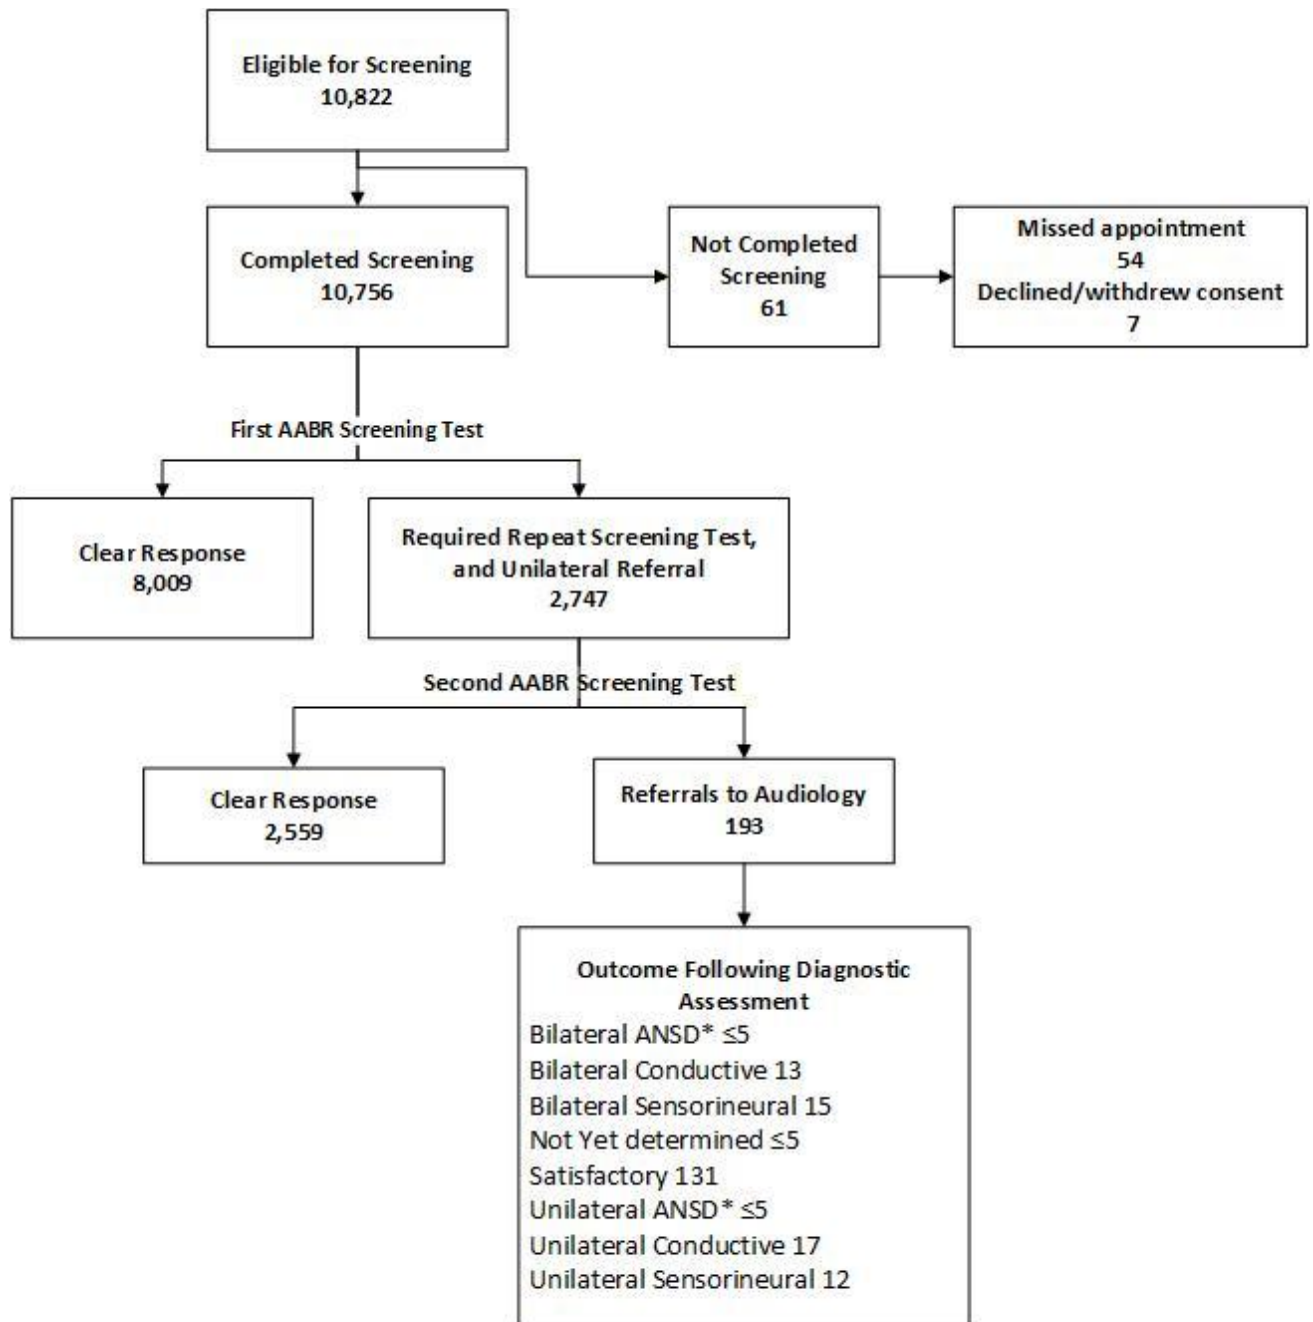 Eligible for Screening
10,822
Completed Screening
10,756
Not Completed
Screening
61
Missed appointment
54
Declined/withdrew consent
7
First AABR Screening Test
Clear Response
8,009
Required Repeat Screening Test,
and Unilateral Referral
2,747
Second AABR Screening Test
Clear Response
2,559
Referrals to Audiology
193
Outcome Following Diagnostic
Assessment
Bilateral ANSD* ≤5
Bilateral Conductive 13
Bilateral Sensorineural 15
Not Yet determined ≤5
Satisfactory 131
Unilateral ANSD* ≤5
Unilateral Conductive 17
Unilateral Sensorineural 12